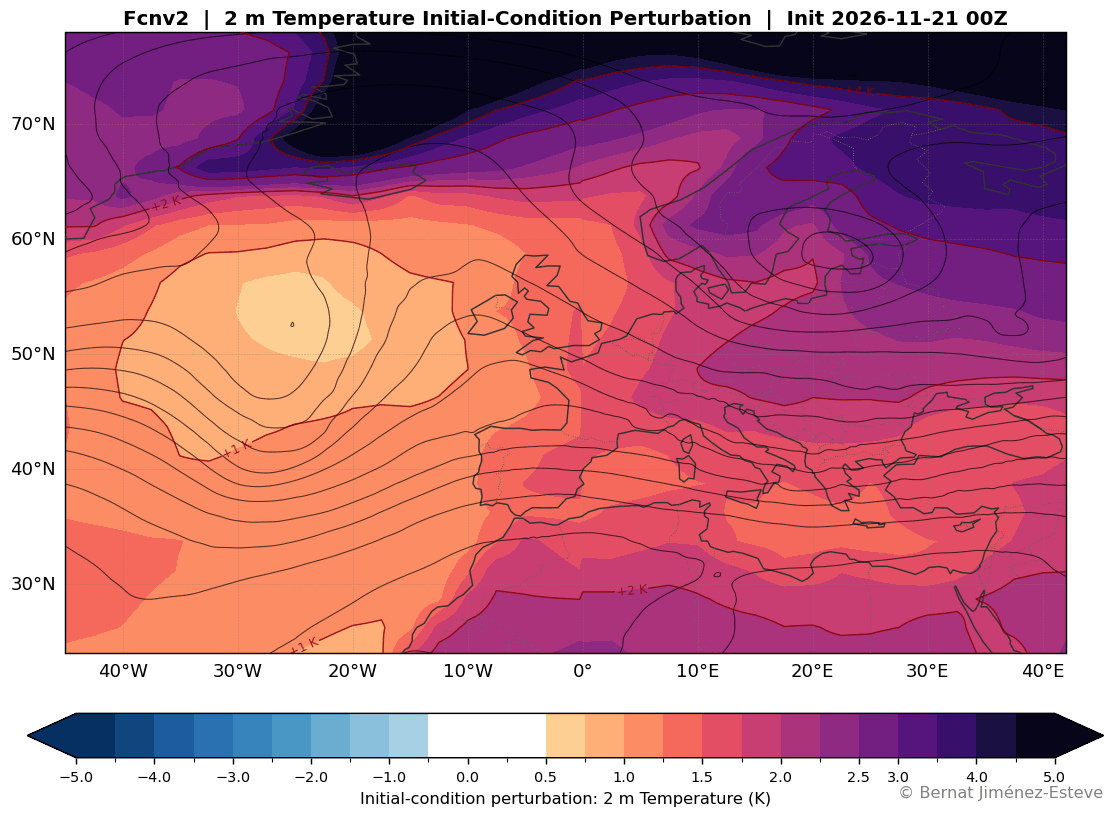 Fcnv2 | 2 m Temperature Initial-Condition Perturbation | Init 2026-11-21 00Z
70°N
60°N
50°N
40°N
30°N
+4 K
+2 K
+1 K
+2 K
+1 K
40°W 30°W 20°W 10°W 0° 10°E 20°E 30°E 40°E
−5.0 −4.0 −3.0 −2.0 −1.0 0.0 0.5 1.0 1.5 2.0 2.5 3.0 4.0 5.0
Initial-condition perturbation: 2 m Temperature (K)
© Bernat Jiménez-Esteve